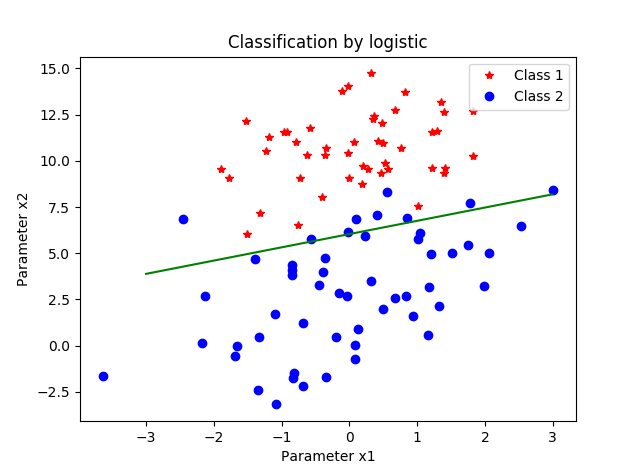 Classification by logistic
Class 1
Class 2
Parameter x2
15.0
12.5
10.0
7.5
5.0
2.5
0.0
−2.5
−3 −2 −1 0 1 2 3
Parameter x1